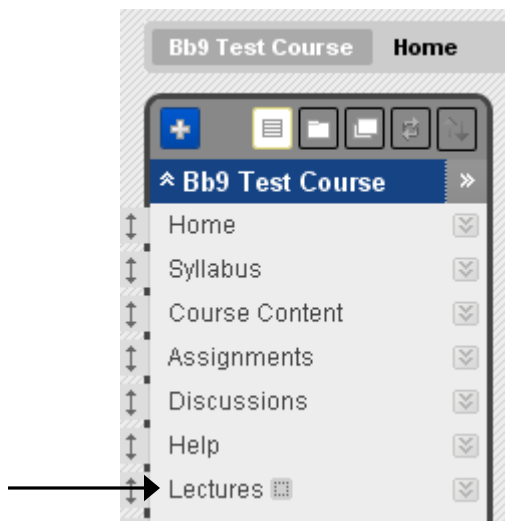 Bb9 Test Course Home
Bb9 Test Course
Home
Syllabus
Course Content
Assignments
Discussions
Help
Lectures